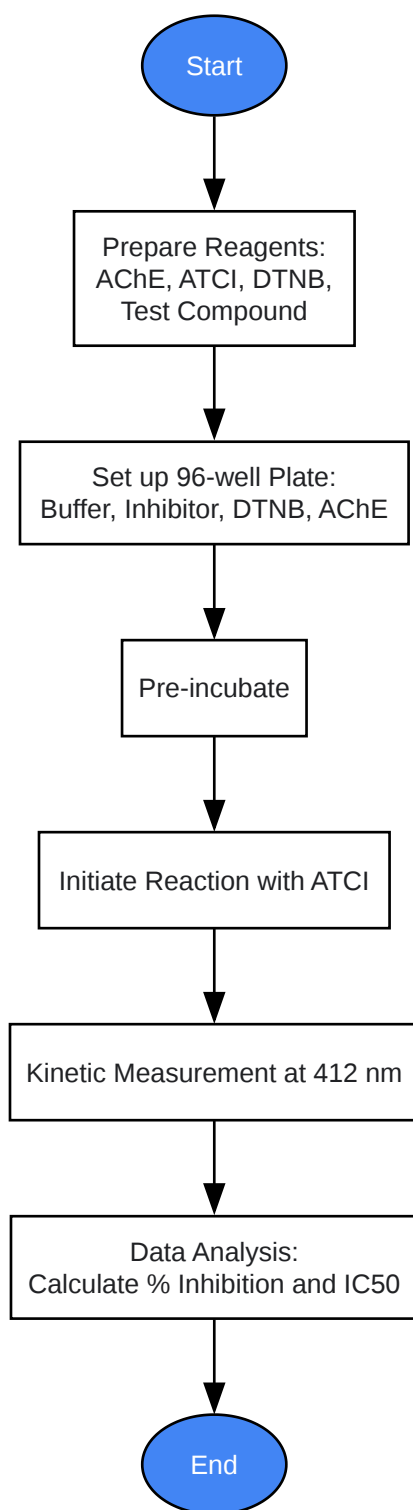 Start
Prepare Reagents:
AChE, ATCI, DTNB,
Test Compound
Set up 96-well Plate:
Buffer, Inhibitor, DTNB, AChE
Pre-incubate
Initiate Reaction with ATCI
Kinetic Measurement at 412 nm
Data Analysis:
Calculate % Inhibition and IC50
End